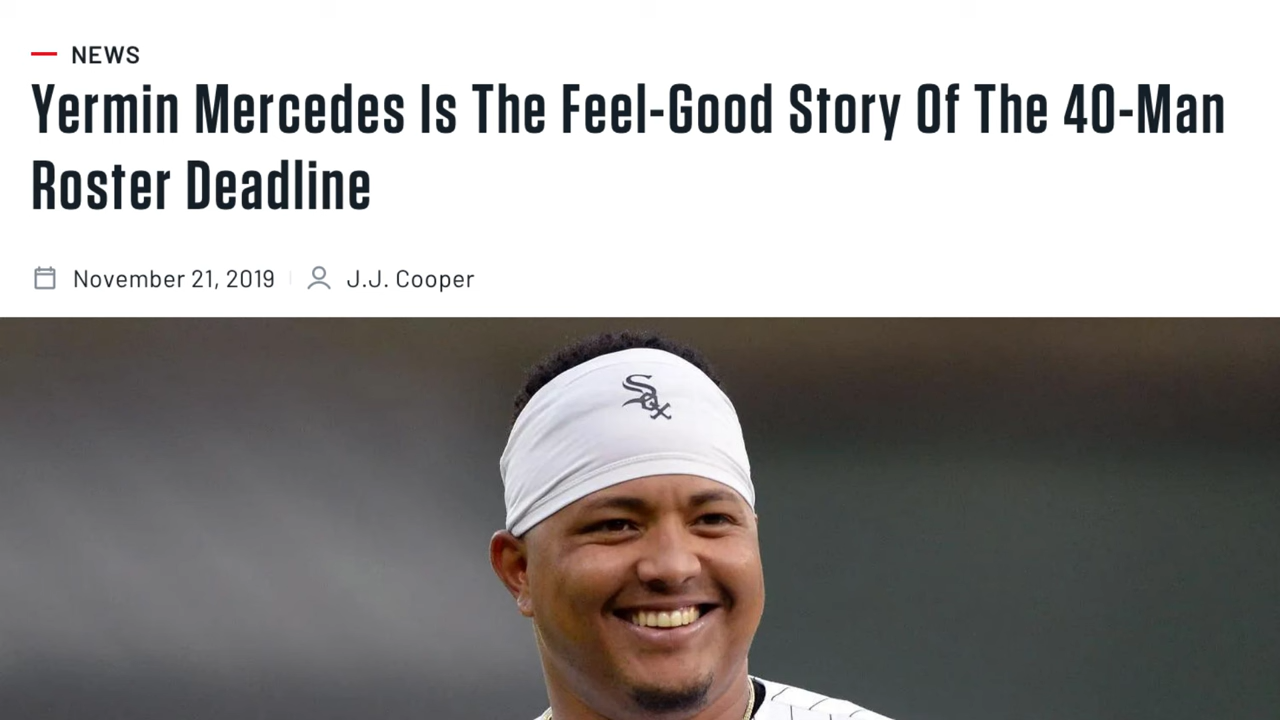 NEWS
Yermin Mercedes Is The Feel-Good Story Of The 40-Man
Roster Deadline
November 21, 2019 J.J. Cooper
Sox